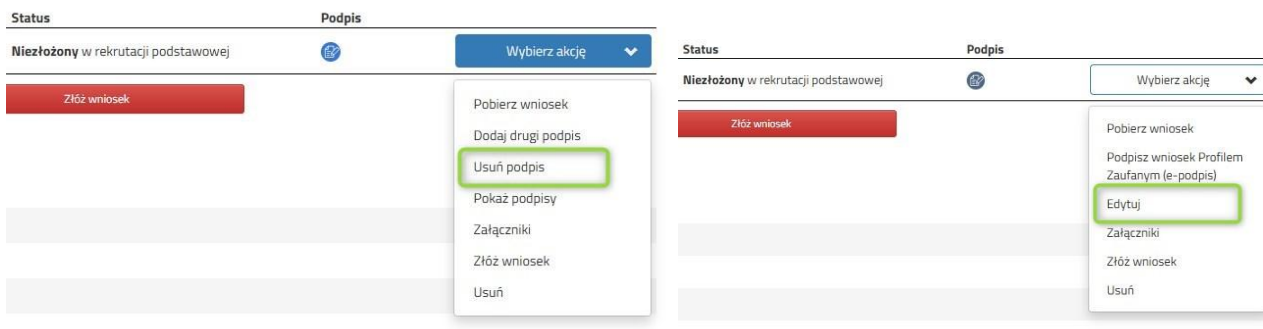 Status Podpis
Niezłożony w rekrutacji podstawowej Wybierz akcję
Złóż wniosek
Pobierz wniosek
Dodaj drugi podpis
Usuń podpis
Pokaż podpisy
Załączniki
Złóż wniosek
Usuń
Status Podpis
Niezłożony w rekrutacji podstawowej Wybierz akcję
Złóż wniosek
Pobierz wniosek
Podpisz wniosek Profilem
Zaufanym (e-podpis)
Edytuj
Załączniki
Złóż wniosek
Usuń